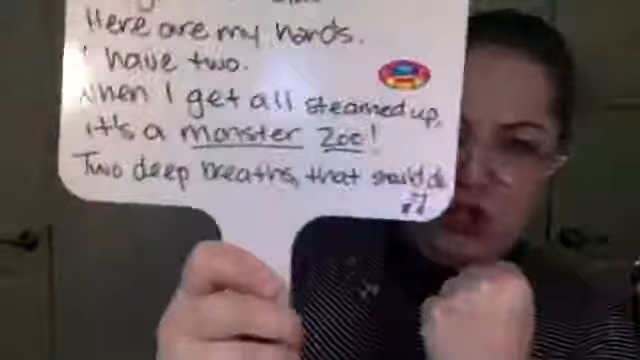 Here are my hands.
I have two.
When I get all steamed up,
it's a monster Zoo!
Two deep breaths, that should do